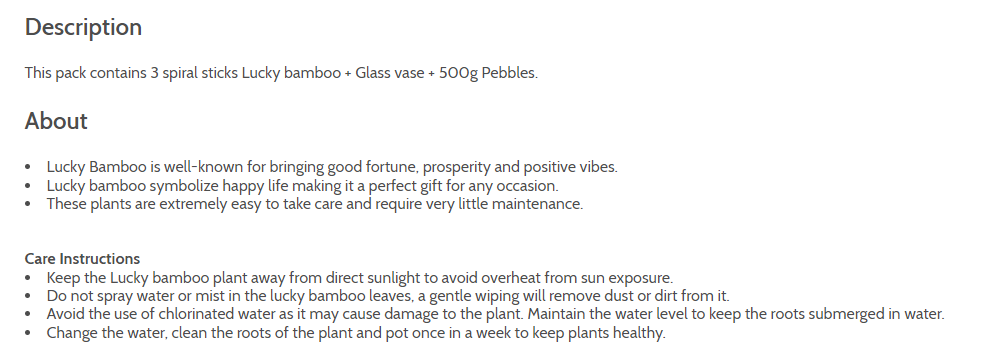 Description
This pack contains 3 spiral sticks Lucky bamboo + Glass vase + 500g Pebbles.
About
• Lucky Bamboo is well-known for bringing good fortune, prosperity and positive vibes.
• Lucky bamboo symbolize happy life making it a perfect gift for any occasion.
• These plants are extremely easy to take care and require very little maintenance.
Care Instructions
• Keep the Lucky bamboo plant away from direct sunlight to avoid overheat from sun exposure.
• Do not spray water or mist in the lucky bamboo leaves, a gentle wiping will remove dust or dirt from it.
• Avoid the use of chlorinated water as it may cause damage to the plant. Maintain the water level to keep the roots submerged in water.
• Change the water, clean the roots of the plant and pot once in a week to keep plants healthy.